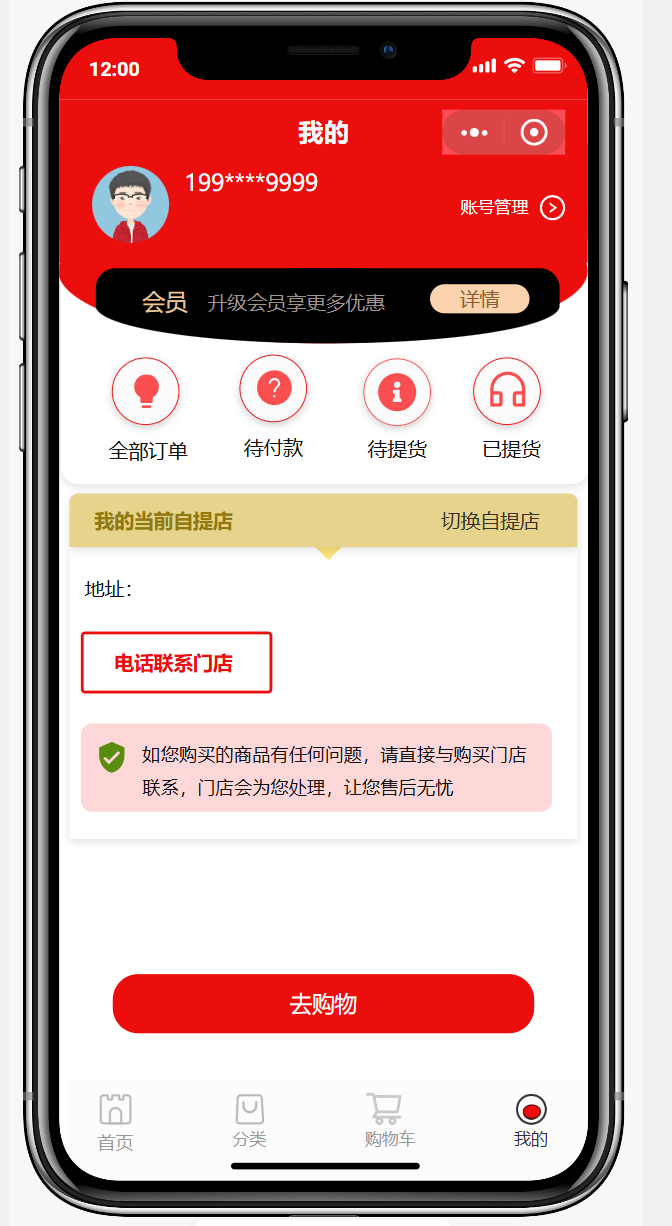 12:00
我的
199****9999
账号管理
会员 升级会员享更多优惠 详情
全部订单 待付款 待提货 已提货
我的当前自提店 切换自提店
地址：
电话联系门店
如您购买的商品有任何问题，请直接与购买门店
联系，门店会为您处理，让您售后无忧
去购物
首页 分类 购物车 我的